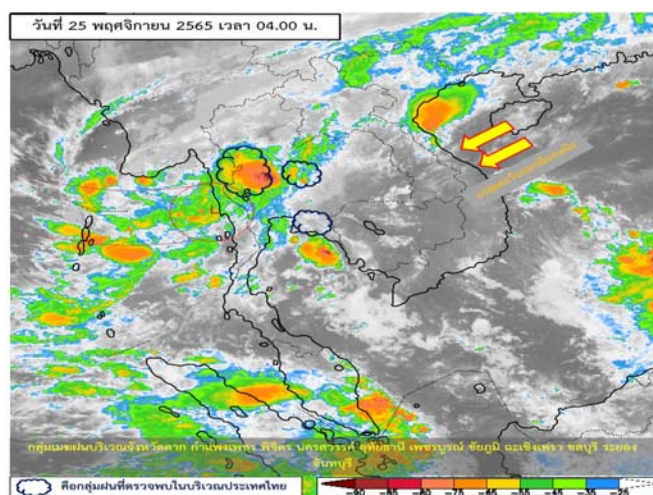 วันที่ 25 พฤศจิกายน 2565 เวลา 04.00 น.
กลุ่มเมฆฝนบริเวณจังหวัดตาก กำแพงเพชร พิจิตร นครสวรรค์ อุทัยธานี เพชรบูรณ์ ชัยภูมิ ฉะเชิงเทรา ชลบุรี ระยอง
จันทบุรี
คือกลุ่มฝนที่ตรวจพบในบริเวณประเทศไทย
-90 -80 -75 -65 -55 -45 -35 -25